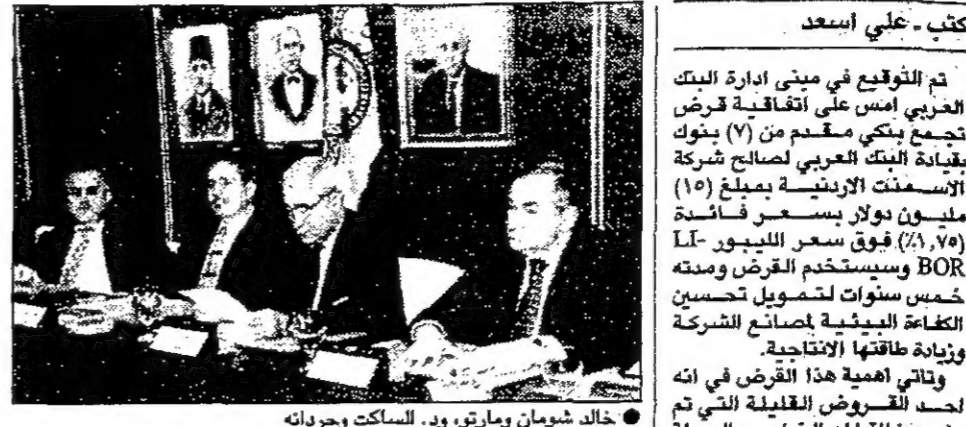 كتب ـ علي اسعد
تم التوقيع في مبنى ادارة البنك
العربي امس على اتفاقية قرض
تجمع بنكي مقدم من (٧) بنوك
بقيادة البنك العربي لصالح شركة
الاسمنت الاردنية بمبلغ (١٥)
مليون دولار بسعر فائدة
(١,٧٥٪) فوق سعر الليبور LI-
BOR وسيستخدم القرض ومدته
خمس سنوات لتمويل تحسين
الكفاءة البيئية لمصانع الشركة
وزيادة طاقتها الانتاجية.
وتاتي اهمية هذا القرض في انه
احد القروض القليلة التي تم
● خالد شومان ومارتو، ود. الساكت وجردانه